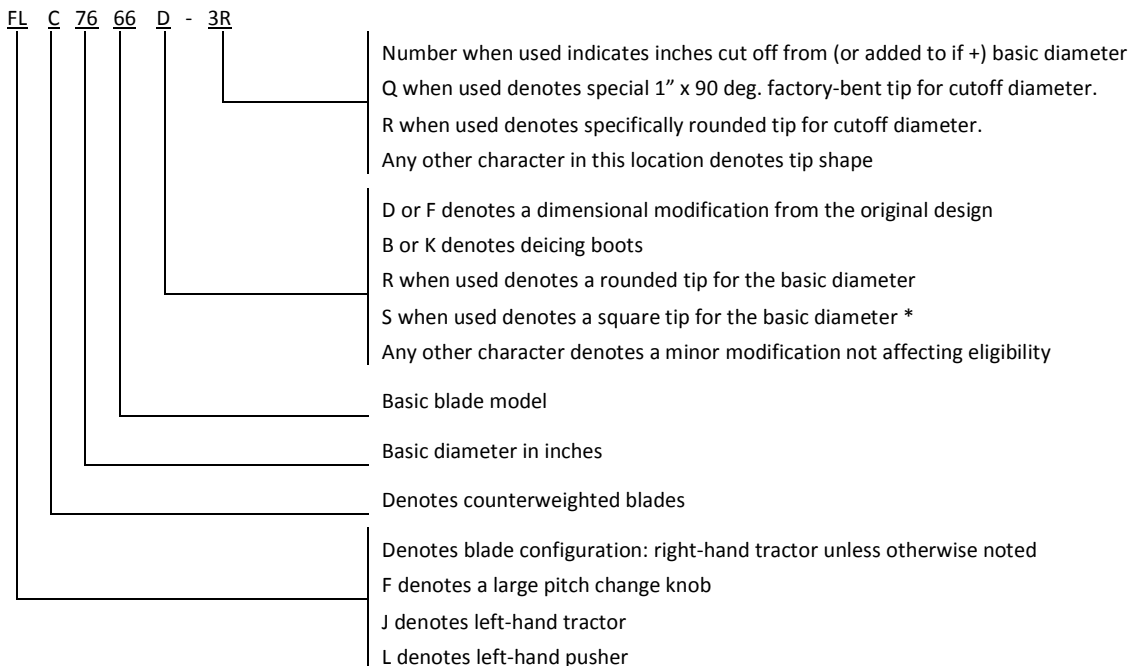 FL C 76 66 D - 3R
Number when used indicates inches cut off from (or added to if +) basic diameter
Q when used denotes special 1” x 90 deg. factory-bent tip for cutoff diameter.
R when used denotes specifically rounded tip for cutoff diameter.
Any other character in this location denotes tip shape
D or F denotes a dimensional modification from the original design
B or K denotes deicing boots
R when used denotes a rounded tip for the basic diameter
S when used denotes a square tip for the basic diameter *
Any other character denotes a minor modification not affecting eligibility
Basic blade model
Basic diameter in inches
Denotes counterweighted blades
Denotes blade configuration: right-hand tractor unless otherwise noted
F denotes a large pitch change knob
J denotes left-hand tractor
L denotes left-hand pusher